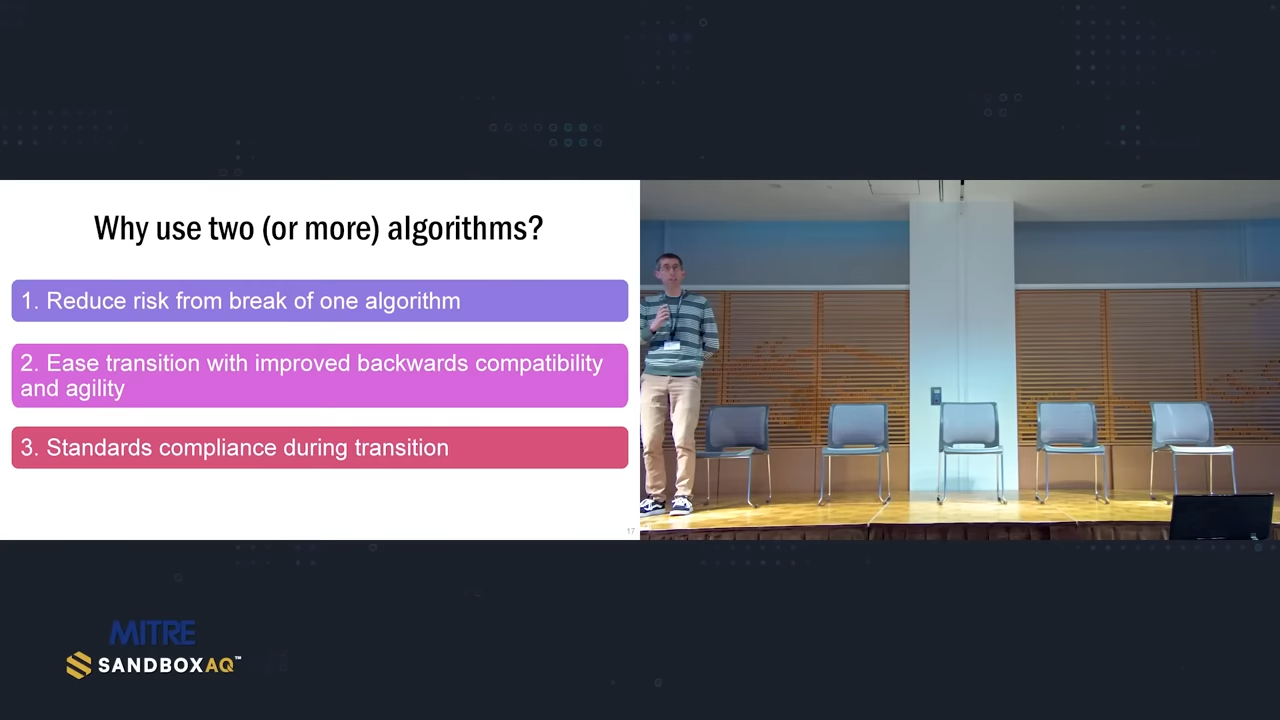 Why use two (or more) algorithms?
1. Reduce risk from break of one algorithm
2. Ease transition with improved backwards compatibility
and agility
3. Standards compliance during transition
17
MITRE
SANDBOXAQ™